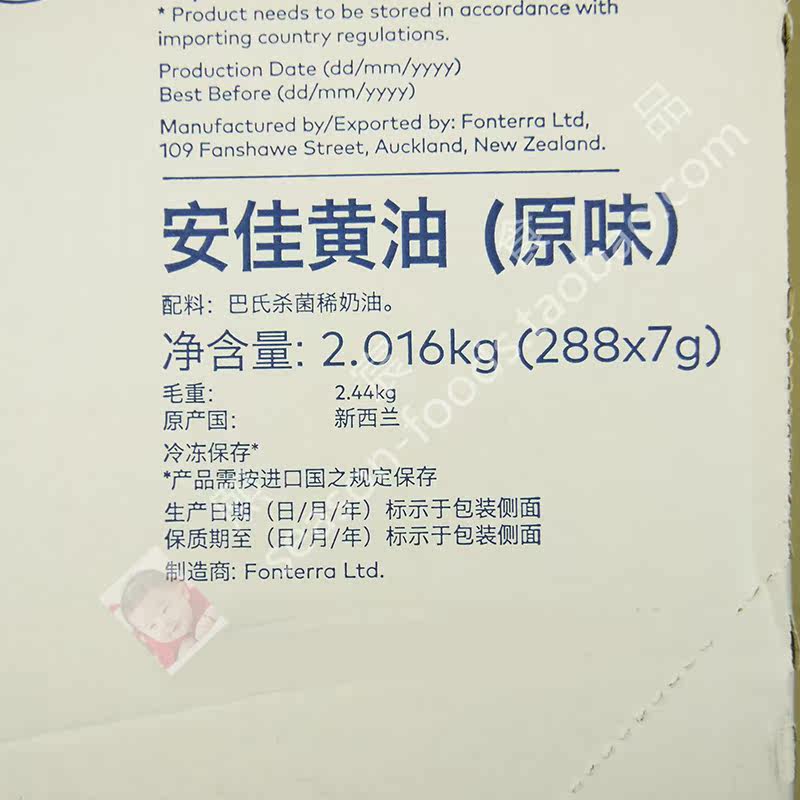 * Product needs to be stored in accordance with
importing country regulations.
Production Date (dd/mm/yyyy)
Best Before (dd/mm/yyyy)
Manufactured by/Exported by: Fonterra Ltd,
109 Fanshawe Street, Auckland, New Zealand.
安佳黄油 (原味)
配料: 巴氏杀菌稀奶油。
净含量: 2.016kg (288x7g)
毛重: 2.44kg
原产国: 新西兰
冷冻保存*
*产品需按进口国之规定保存
生产日期（日/月/年）标示于包装侧面
保质期至（日/月/年）标示于包装侧面
制造商: Fonterra Ltd.
season-foods.taobao.com